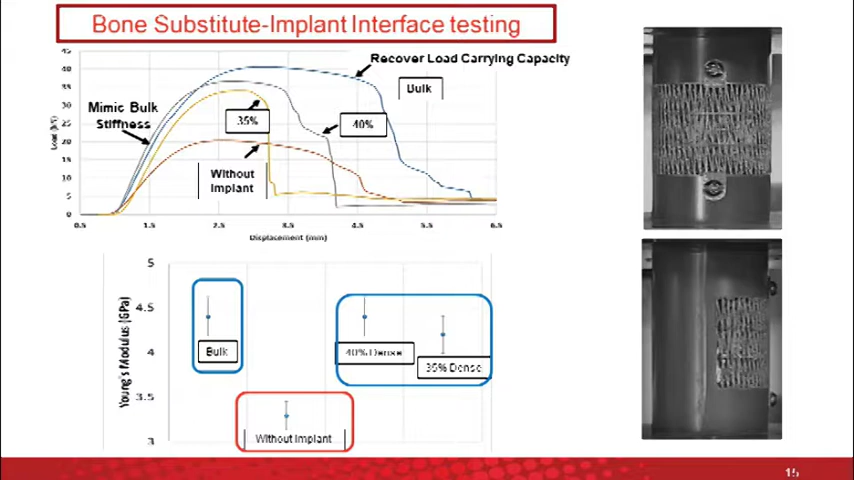 Bone Substitute-Implant Interface testing
45
40
35
30
25
20
15
10
5
0
Load (kN)
Recover Load Carrying Capacity
Bulk
Mimic Bulk
Stiffness
35%
40%
Without
Implant
0.5
1.5
2.5
3.5
4.5
5.5
6.5
Displacement (mm)
5
4.5
4
3.5
3
Young's Modulus (GPa)
Bulk
40% Dense
35% Dense
Without Implant
15